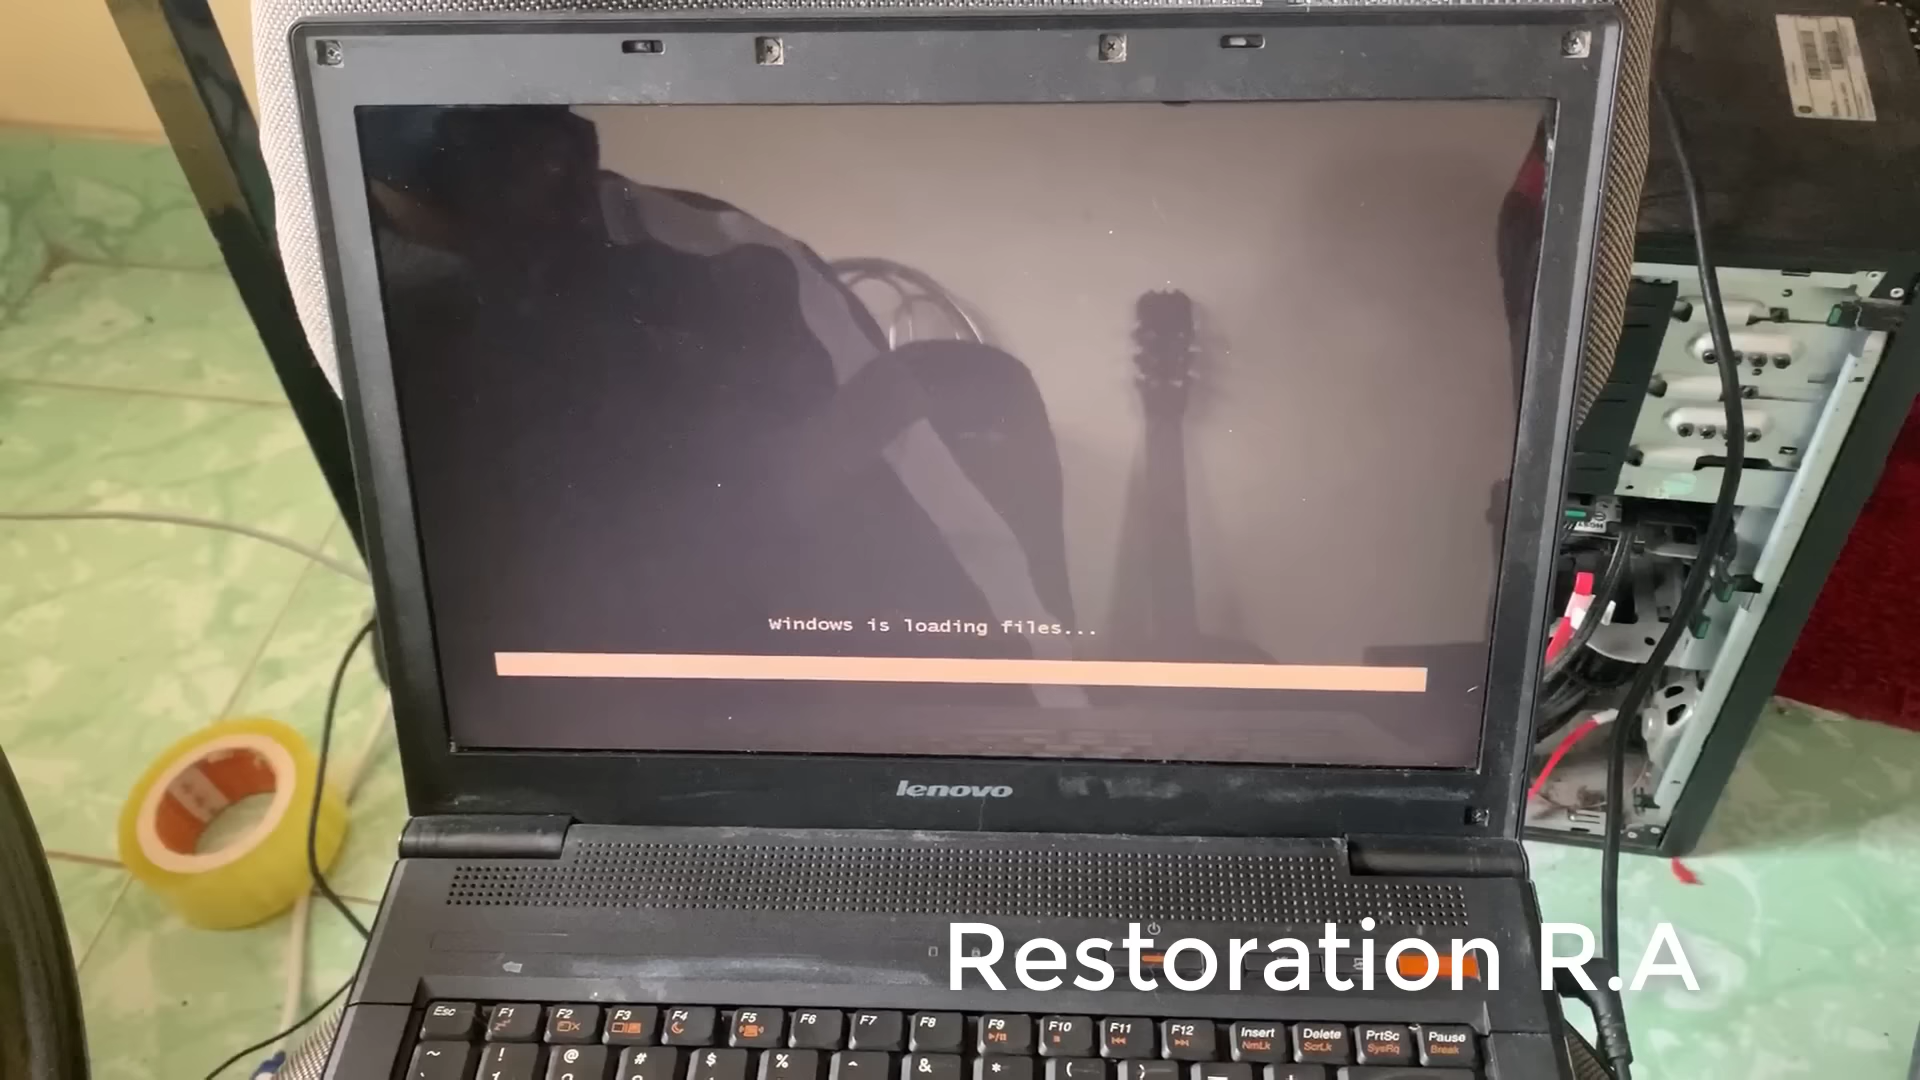 Windows is loading files...
lenovo
Restoration R.A
Esc F1 F2 F3 F4 F5 F6 F7 F8 F9 F10 F11 F12 Insert Delete PrtSc Pause
NmLk ScrLk SysRq Break
~ ! @ # $ % ^ & * (